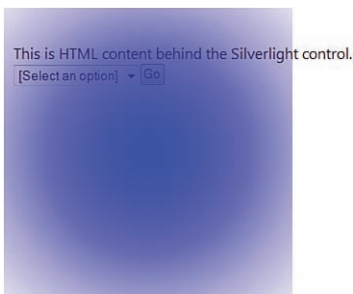 This is HTML content behind the Silverlight control.
[Select an option] Go